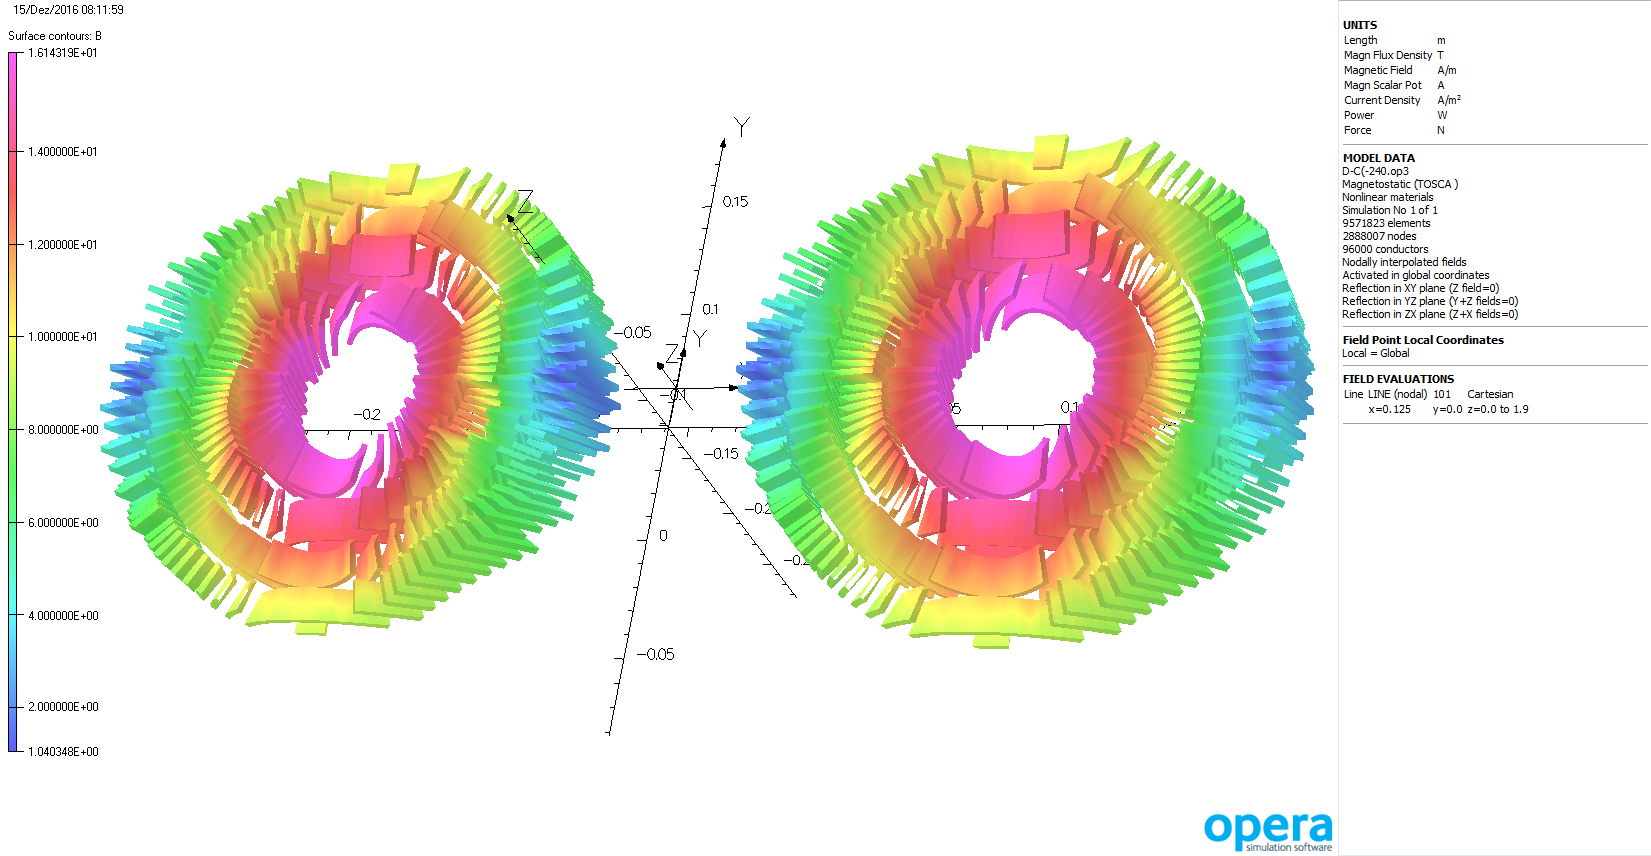 15/Dez/2016 08:11:59
Surface contours: B
1.614319E+01
1.400000E+01
1.200000E+01
1.000000E+01
8.000000E+00
6.000000E+00
4.000000E+00
2.000000E+00
1.040348E+00
Y
0.15
Z
0.1
-0.05
Y
Z
-0.1
-0.2
0.1
-0.15
-0.2
0
-0.05
UNITS
Length m
Magn Flux Density T
Magnetic Field A/m
Magn Scalar Pot A
Current Density A/m²
Power W
Force N
MODEL DATA
D-C(-240.op3
Magnetostatic (TOSCA )
Nonlinear materials
Simulation No 1 of 1
9571823 elements
2888007 nodes
96000 conductors
Nodally interpolated fields
Activated in global coordinates
Reflection in XY plane (Z field=0)
Reflection in YZ plane (Y+Z fields=0)
Reflection in ZX plane (Z+X fields=0)
Field Point Local Coordinates
Local = Global
FIELD EVALUATIONS
Line LINE (nodal) 101 Cartesian
x=0.125 y=0.0 z=0.0 to 1.9
opera
simulation software